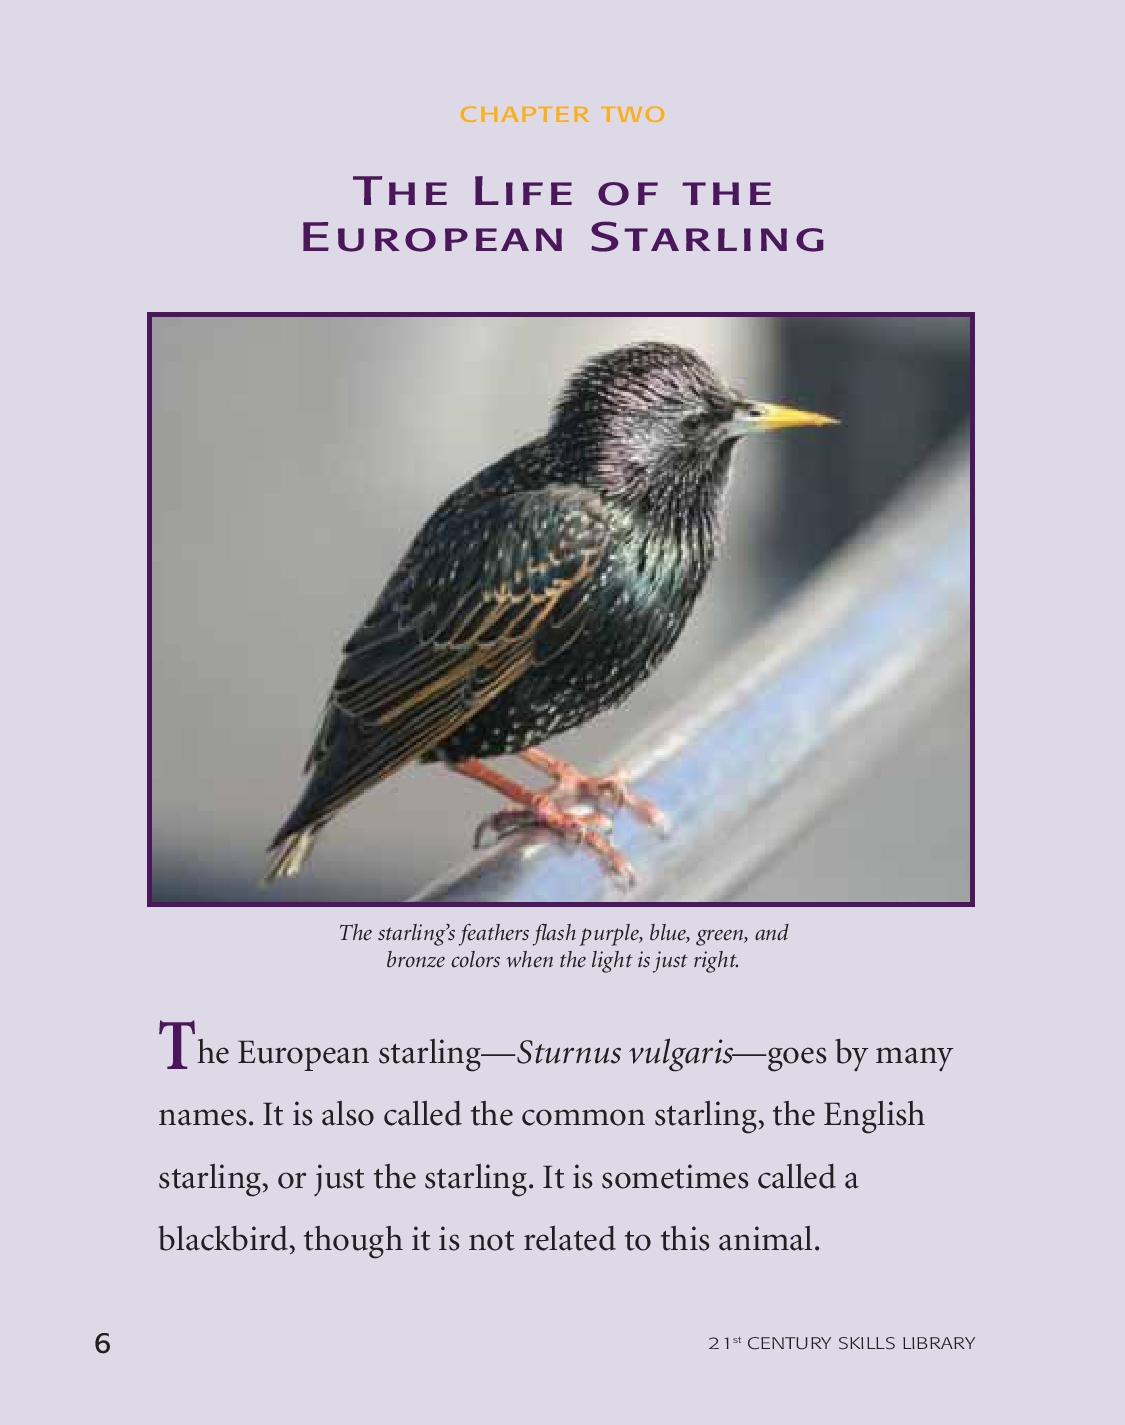 CHAPTER TWO
The Life of the
European Starling
The starling’s feathers flash purple, blue, green, and
bronze colors when the light is just right.
The European starling—Sturnus vulgaris—goes by many
names. It is also called the common starling, the English
starling, or just the starling. It is sometimes called a
blackbird, though it is not related to this animal.
6
21st CENTURY SKILLS LIBRARY